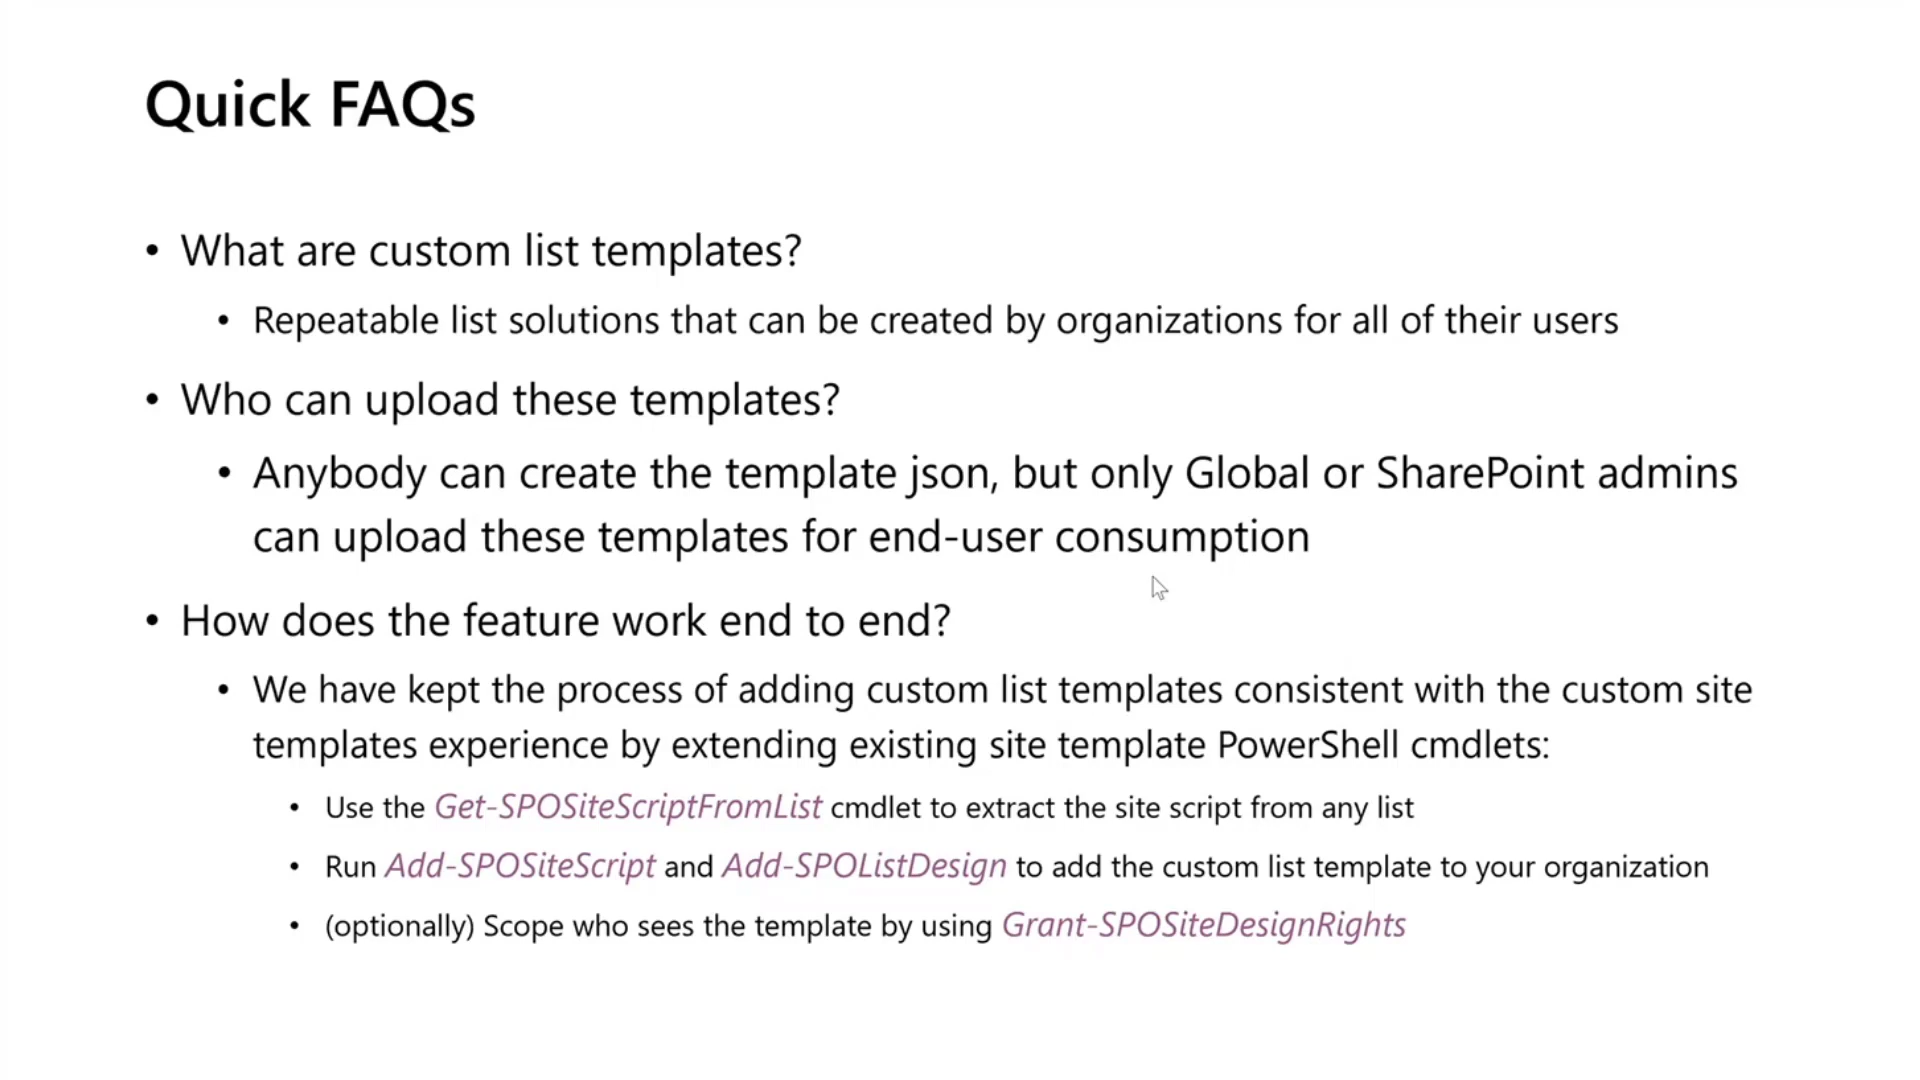 Quick FAQs
• What are custom list templates?
• Repeatable list solutions that can be created by organizations for all of their users
• Who can upload these templates?
• Anybody can create the template json, but only Global or SharePoint admins
can upload these templates for end-user consumption
• How does the feature work end to end?
• We have kept the process of adding custom list templates consistent with the custom site
templates experience by extending existing site template PowerShell cmdlets:
• Use the Get-SPOSiteScriptFromList cmdlet to extract the site script from any list
• Run Add-SPOSiteScript and Add-SPOListDesign to add the custom list template to your organization
• (optionally) Scope who sees the template by using Grant-SPOSiteDesignRights